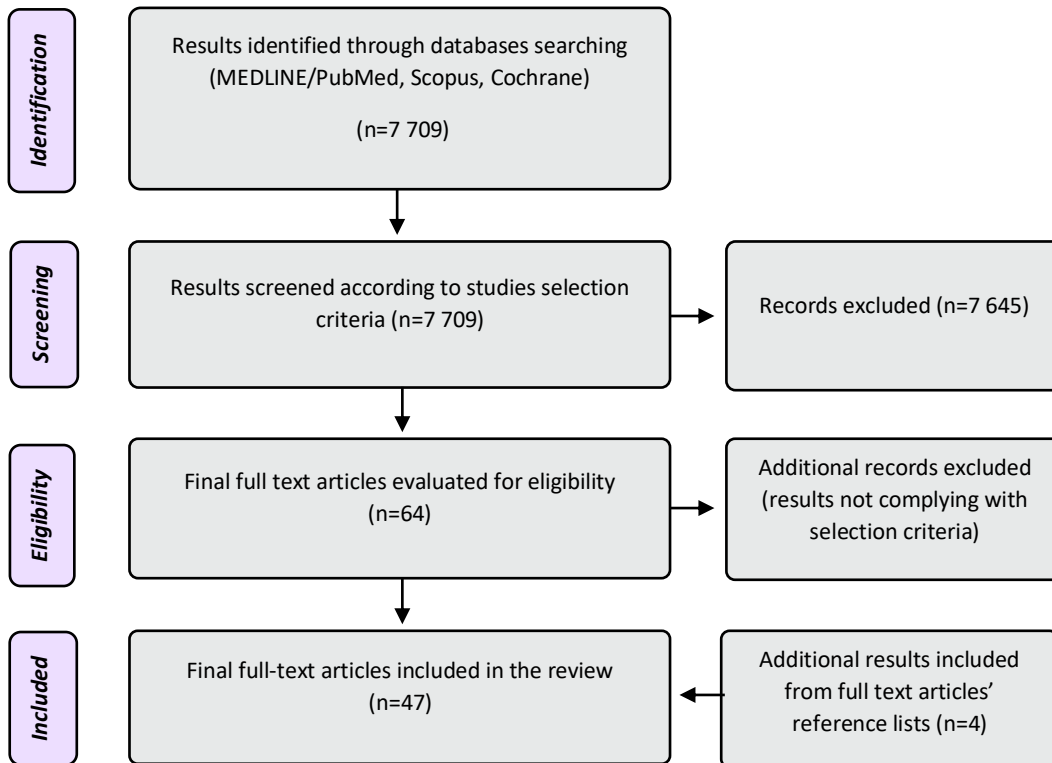 Identification
Results identified through databases searching
(MEDLINE/PubMed, Scopus, Cochrane)
(n=7 709)
Screening
Results screened according to studies selection
criteria (n=7 709)
Records excluded (n=7 645)
Eligibility
Final full text articles evaluated for eligibility
(n=64)
Additional records excluded
(results not complying with
selection criteria)
Included
Final full-text articles included in the review
(n=47)
Additional results included
from full text articles’
reference lists (n=4)